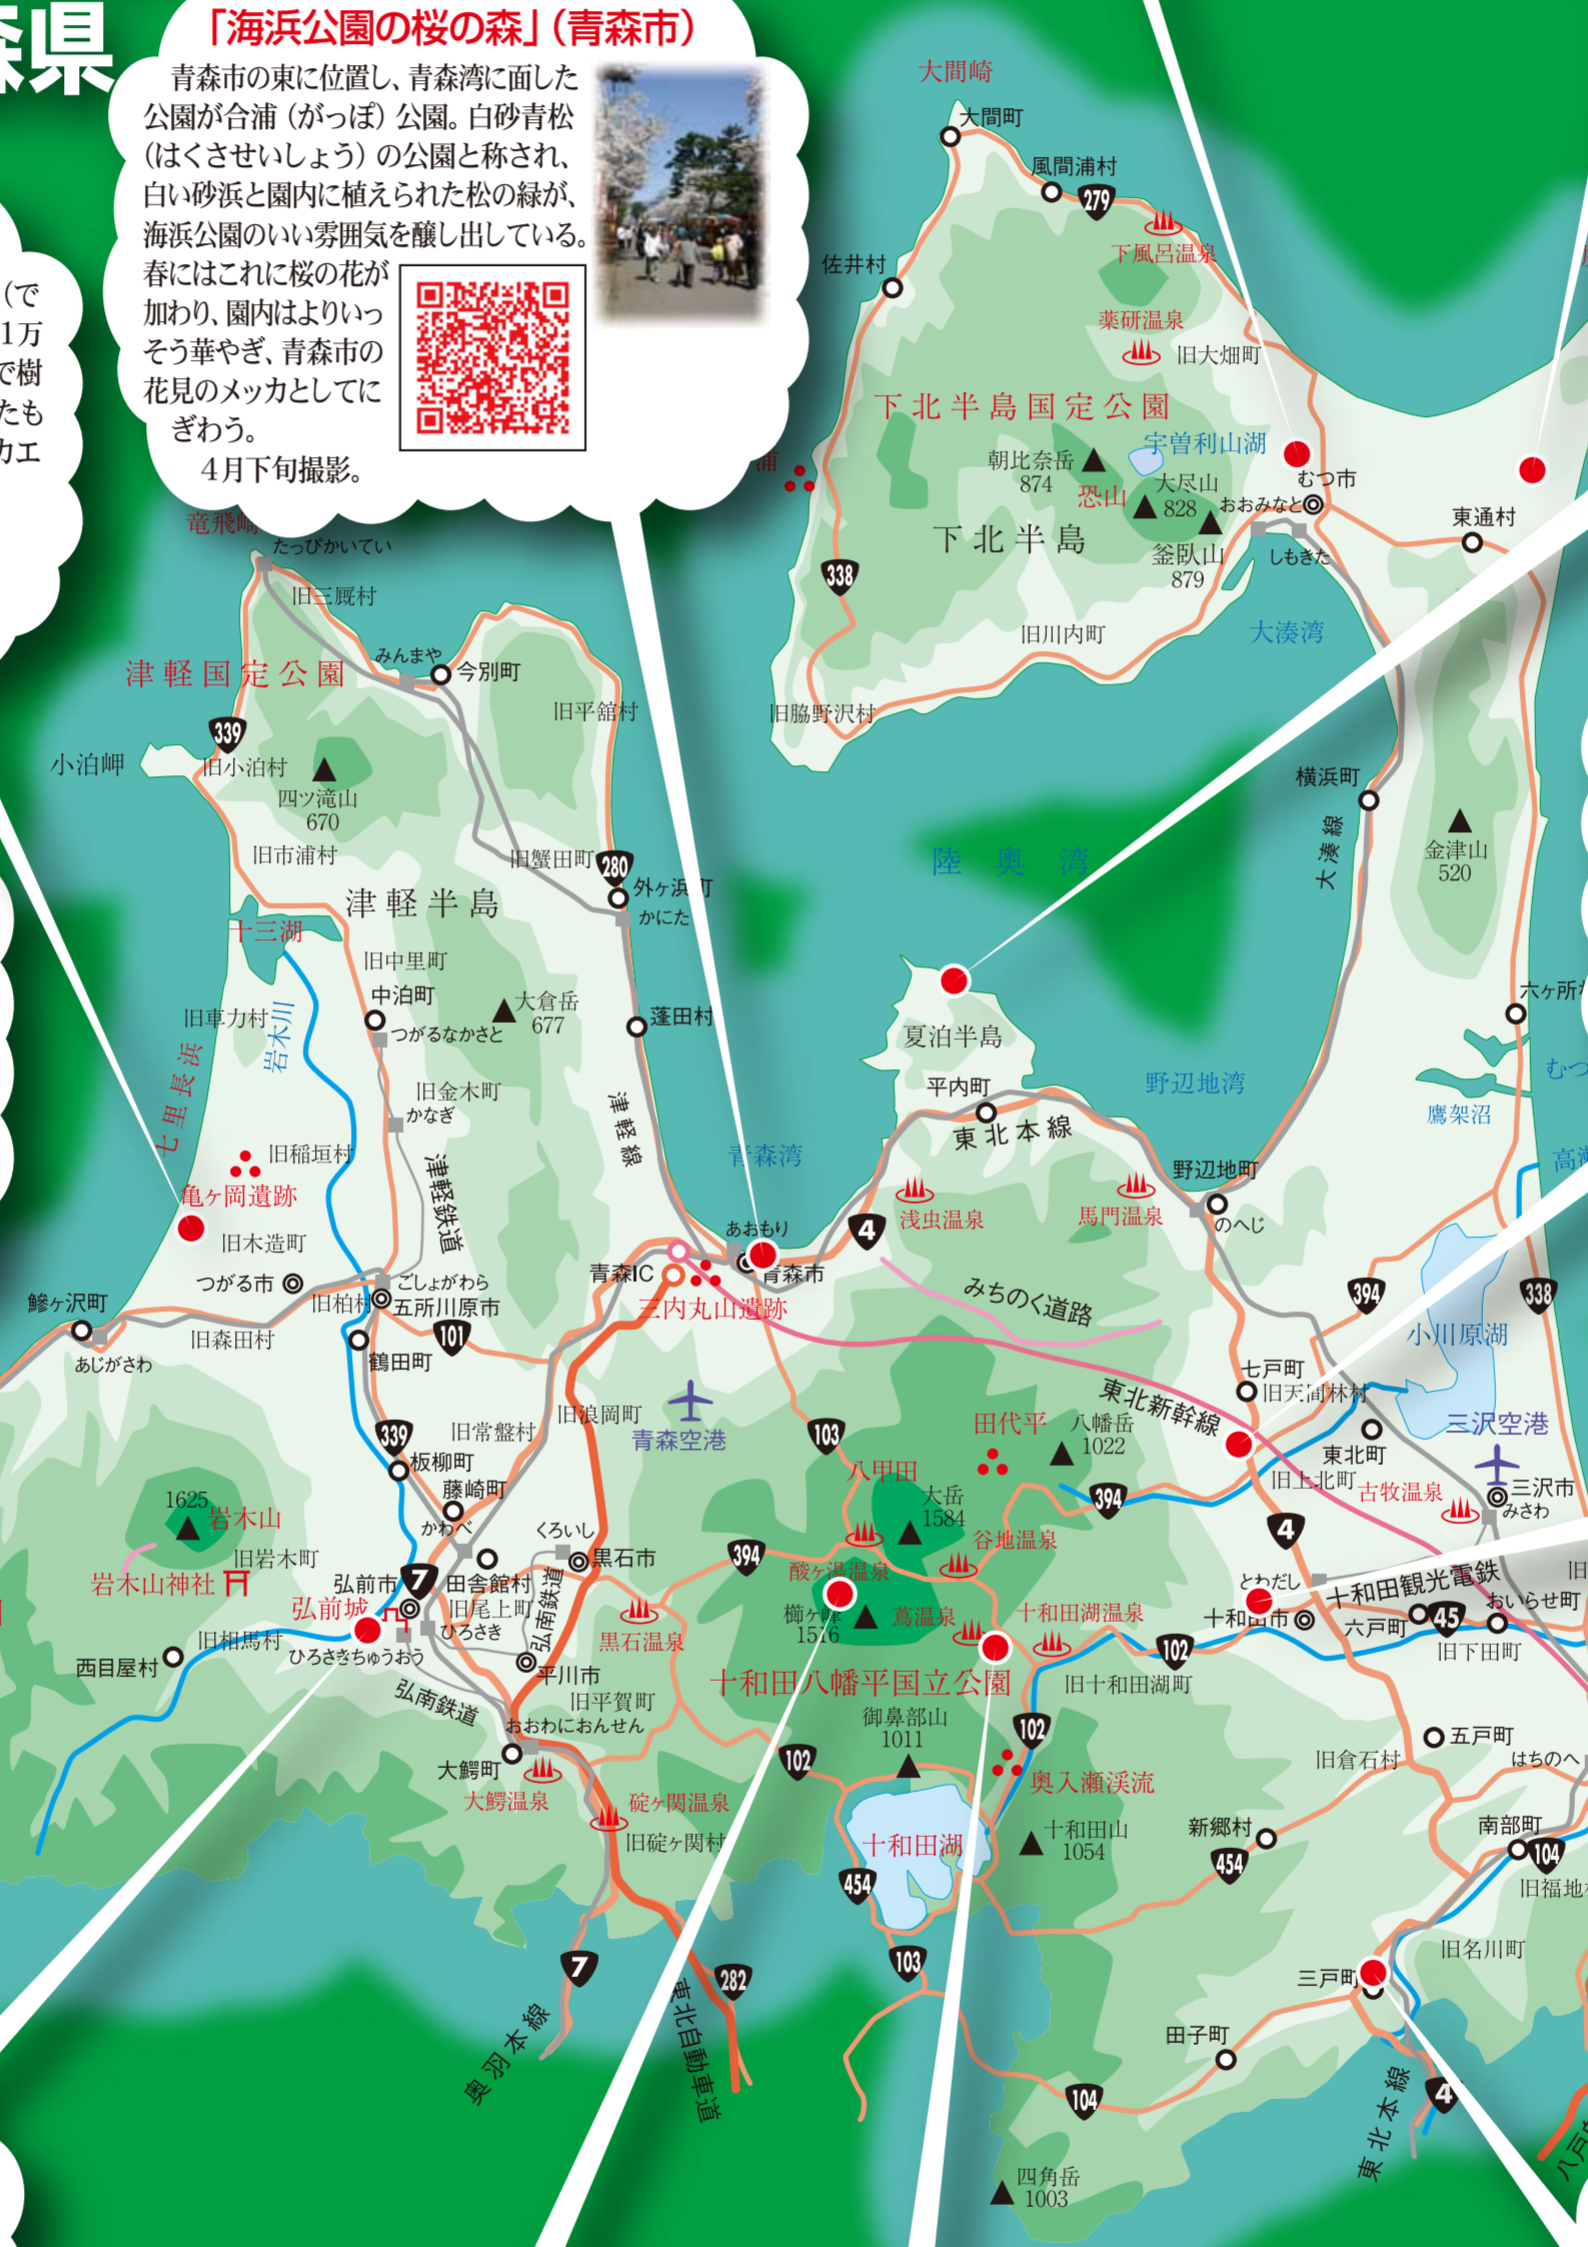 森県
「海浜公園の桜の森」（青森市）
青森市の東に位置し、青森湾に面した
公園が合浦（がっぽ）公園。白砂青松
（はくさせいしょう）の公園と称され、
白い砂浜と園内に植えられた松の緑が、
海浜公園のいい雰囲気を醸し出している。
春にはこれに桜の花が
加わり、園内はよりいっ
そう華やぎ、青森市の
花見のメッカとしてに
ぎわう。
４月下旬撮影。
（で
1万
で樹
たも
カエ
大間崎
大間町
風間浦村
279
下風呂温泉
佐井村
薬研温泉
旧大畑町
下北半島国定公園
宇曽利山湖
朝比奈岳
874
恐山
大尽山
828
むつ市
おおみなと
釜臥山
879
しもきた
東通村
浦
下北半島
338
旧川内町
大湊湾
旧脇野沢村
竜飛崎
たっぴかいてい
旧三厩村
みんまや
今別町
津軽国定公園
旧平舘村
339
小泊岬
旧小泊村
四ツ滝山
670
旧市浦村
旧蟹田町
280
外ヶ浜町
かにた
津軽半島
十三湖
旧中里町
中泊町
つがるなかさと
大倉岳
677
蓬田村
旧車力村
岩木川
七里長浜
旧金木町
かなぎ
津軽線
津軽鉄道
旧稲垣村
亀ヶ岡遺跡
旧木造町
つがる市
ごしょがわら
五所川原市
旧柏村
鰺ヶ沢町
あじがさわ
旧森田村
鶴田町
101
横浜町
大湊線
金津山
520
陸奥湾
夏泊半島
平内町
東北本線
野辺地湾
六ヶ所
むつ
鷹架沼
高
青森湾
あおもり
青森市
4
浅虫温泉
馬門温泉
野辺地町
のへじ
青森IC
三内丸山遺跡
みちのく道路
394
338
小川原湖
七戸町
旧天間林村
東北新幹線
青森空港
旧浪岡町
旧常盤村
339
板柳町
藤崎町
かわべ
103
田代平
八幡岳
1022
八甲田
大岳
1584
394
谷地温泉
東北町
旧上北町
三沢空港
三沢市
みさわ
古牧温泉
4
1625
岩木山
旧岩木町
岩木山神社
弘前市
7
田舎館村
くろいし
黒石市
394
酸ヶ湯温泉
櫛ヶ峰
1516
蔦温泉
十和田湖温泉
とわだし
十和田市
十和田観光電鉄
六戸町
45
おいらせ町
旧下田町
旧
弘前城
旧尾上町
ひろさき
弘南鉄道
黒石温泉
旧相馬村
ひろさきちゅうおう
西目屋村
平川市
旧平賀町
弘南鉄道
おおわにおんせん
大鰐町
大鰐温泉
碇ヶ関温泉
旧碇ヶ関村
十和田八幡平国立公園
御鼻部山
1011
102
102
102
旧十和田湖町
奥入瀬渓流
十和田湖
十和田山
1054
五戸町
旧倉石村
はちのへ
新郷村
454
454
南部町
104
旧福地
旧名川町
三戸町
103
282
7
奥羽本線
東北自動車道
田子町
104
四角岳
1003
東北本線
4
八戸